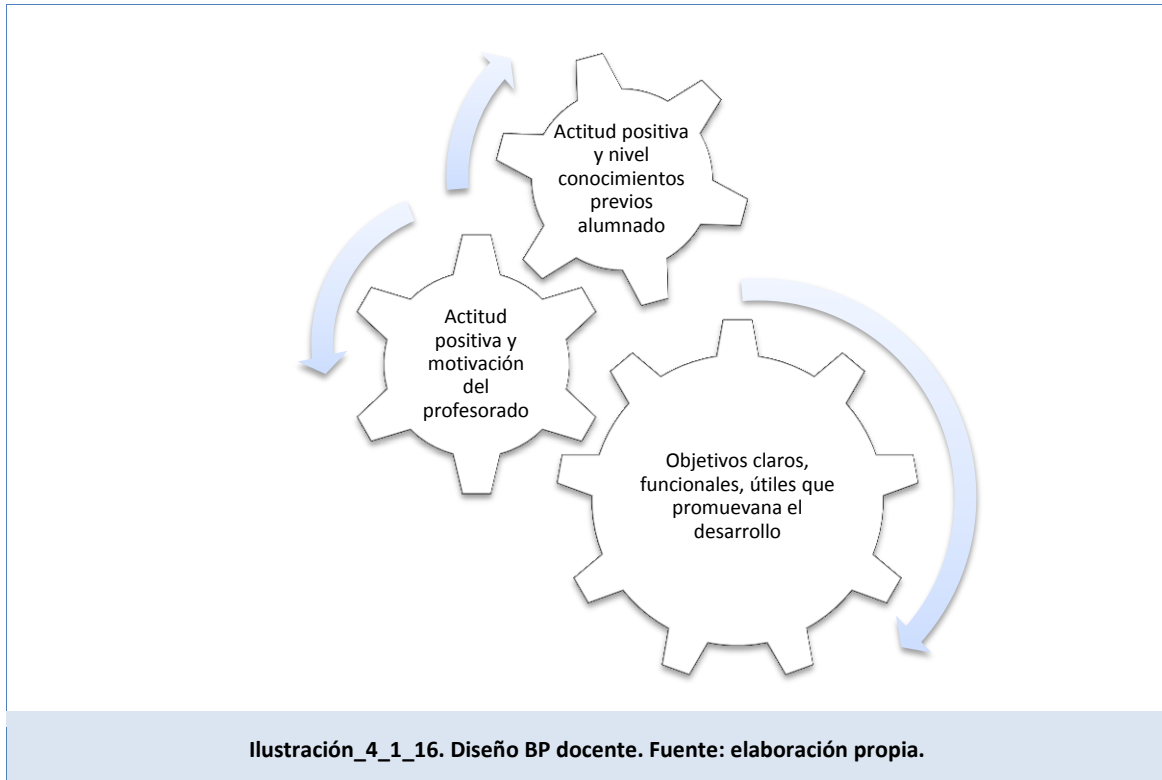 Actitud positiva
y nivel
conocimientos
previos
alumnado
Actitud
positiva y
motivación
del
profesorado
Objetivos claros,
funcionales, útiles que
promuevana el
desarrollo
Ilustración_4_1_16. Diseño BP docente. Fuente: elaboración propia.